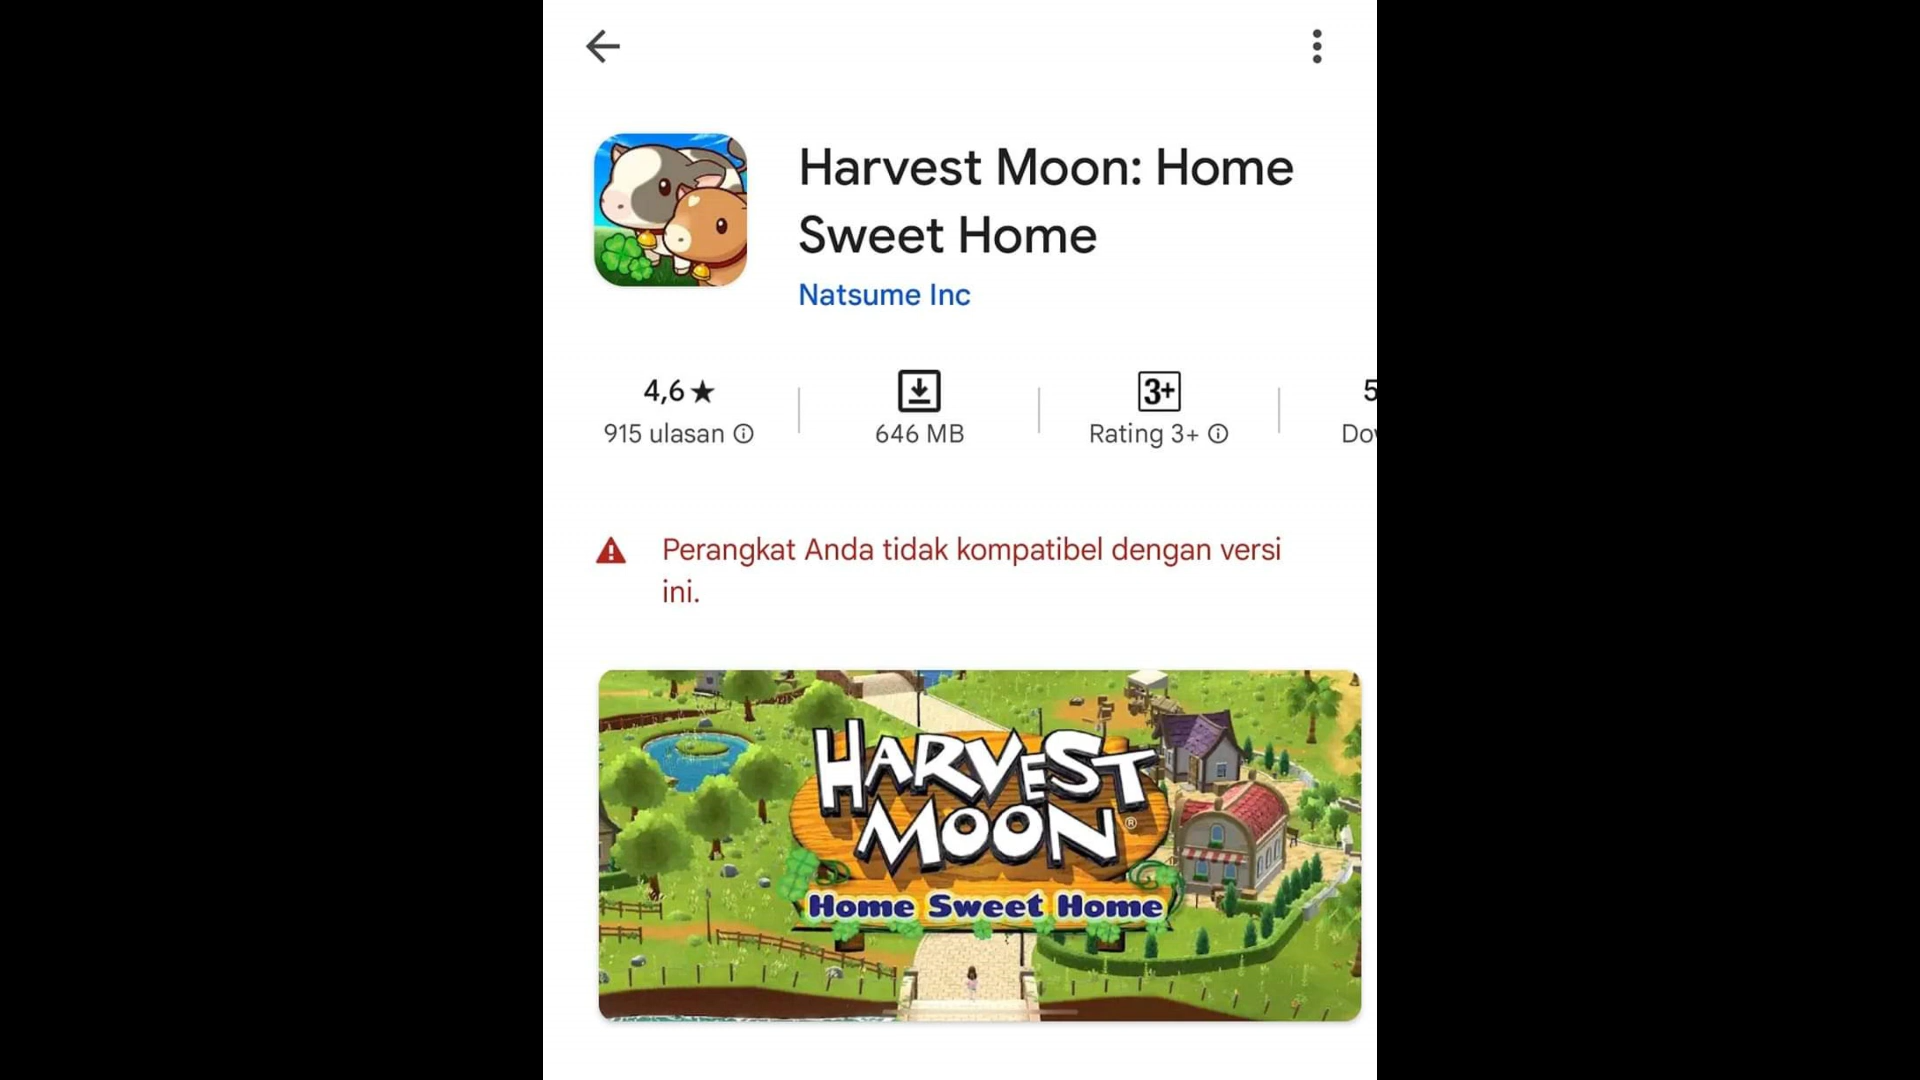 Harvest Moon: Home
Sweet Home
Natsume Inc
4,6★
646 MB
3+
5
915 ulasan
Rating 3+
Perangkat Anda tidak kompatibel dengan versi
ini.
HARVEST
MOON®
Home Sweet Home